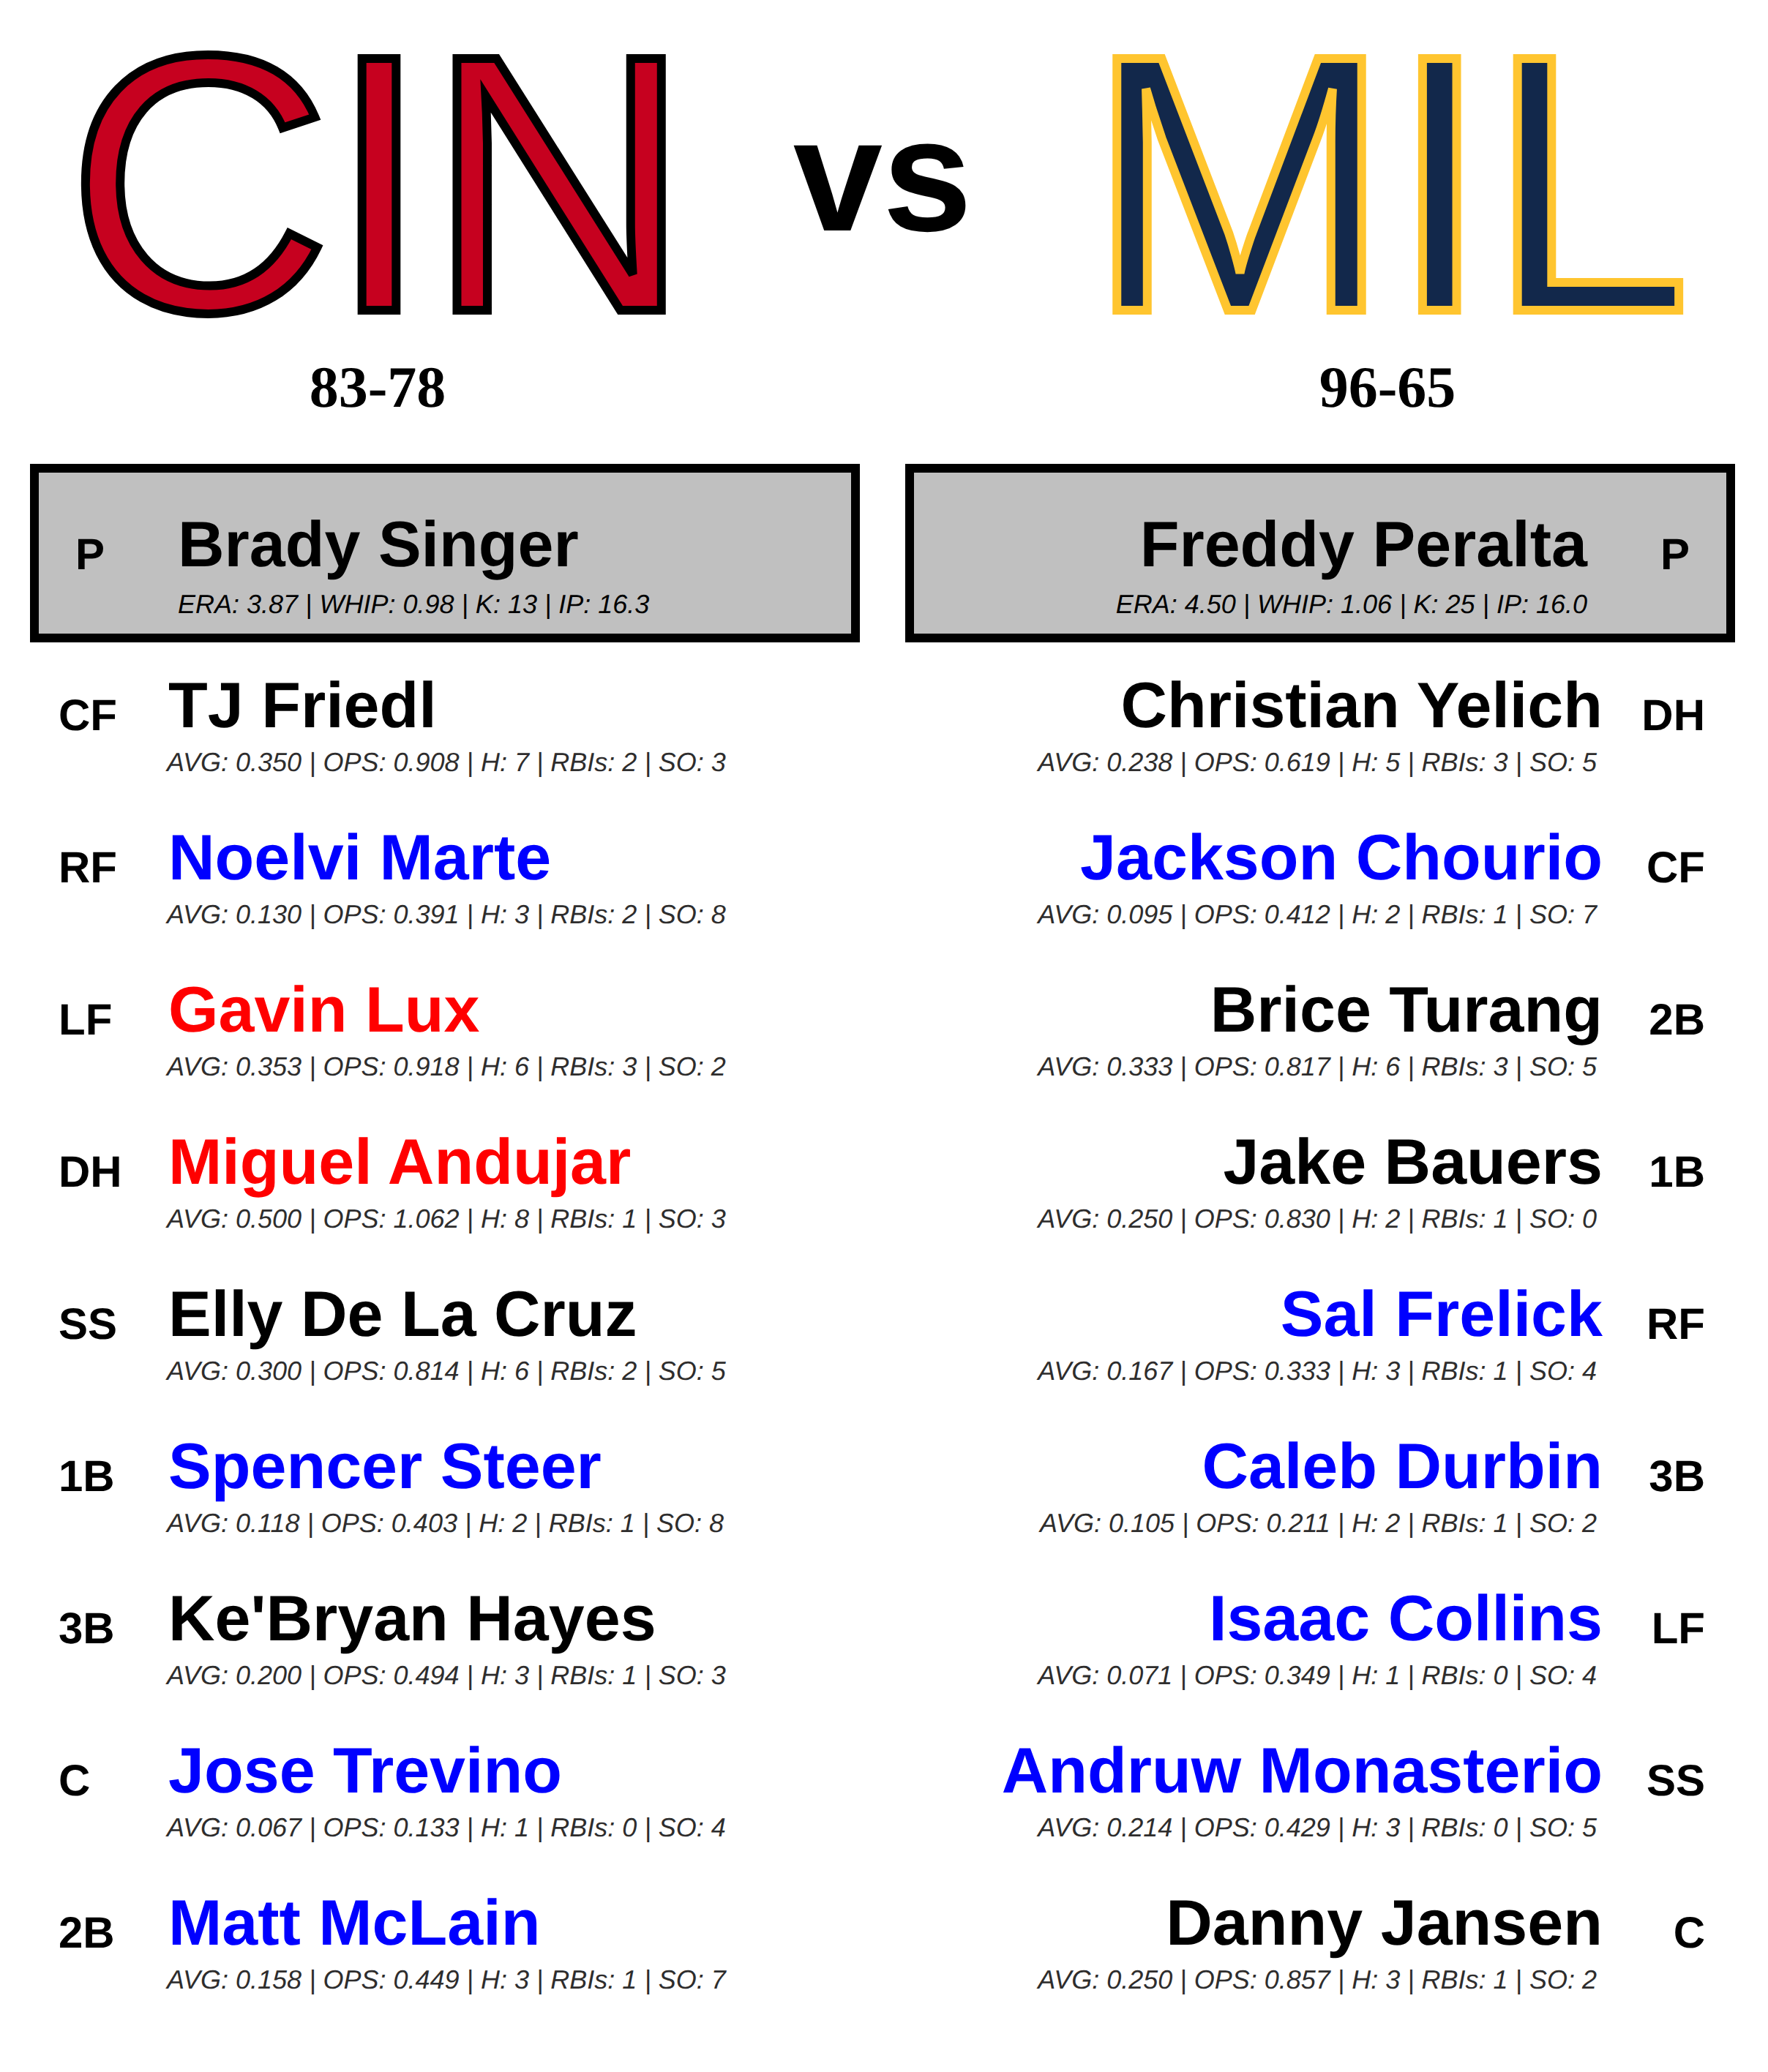 CIN vs MIL
83-78 96-65
P Brady Singer Freddy Peralta P
ERA: 3.87 | WHIP: 0.98 | K: 13 | IP: 16.3 ERA: 4.50 | WHIP: 1.06 | K: 25 | IP: 16.0
CF TJ Friedl Christian Yelich DH
AVG: 0.350 | OPS: 0.908 | H: 7 | RBIs: 2 | SO: 3 AVG: 0.238 | OPS: 0.619 | H: 5 | RBIs: 3 | SO: 5
RF Noelvi Marte Jackson Chourio CF
AVG: 0.130 | OPS: 0.391 | H: 3 | RBIs: 2 | SO: 8 AVG: 0.095 | OPS: 0.412 | H: 2 | RBIs: 1 | SO: 7
LF Gavin Lux Brice Turang 2B
AVG: 0.353 | OPS: 0.918 | H: 6 | RBIs: 3 | SO: 2 AVG: 0.333 | OPS: 0.817 | H: 6 | RBIs: 3 | SO: 5
DH Miguel Andujar Jake Bauers 1B
AVG: 0.500 | OPS: 1.062 | H: 8 | RBIs: 1 | SO: 3 AVG: 0.250 | OPS: 0.830 | H: 2 | RBIs: 1 | SO: 0
SS Elly De La Cruz Sal Frelick RF
AVG: 0.300 | OPS: 0.814 | H: 6 | RBIs: 2 | SO: 5 AVG: 0.167 | OPS: 0.333 | H: 3 | RBIs: 1 | SO: 4
1B Spencer Steer Caleb Durbin 3B
AVG: 0.118 | OPS: 0.403 | H: 2 | RBIs: 1 | SO: 8 AVG: 0.105 | OPS: 0.211 | H: 2 | RBIs: 1 | SO: 2
3B Ke'Bryan Hayes Isaac Collins LF
AVG: 0.200 | OPS: 0.494 | H: 3 | RBIs: 1 | SO: 3 AVG: 0.071 | OPS: 0.349 | H: 1 | RBIs: 0 | SO: 4
C Jose Trevino Andruw Monasterio SS
AVG: 0.067 | OPS: 0.133 | H: 1 | RBIs: 0 | SO: 4 AVG: 0.214 | OPS: 0.429 | H: 3 | RBIs: 0 | SO: 5
2B Matt McLain Danny Jansen C
AVG: 0.158 | OPS: 0.449 | H: 3 | RBIs: 1 | SO: 7 AVG: 0.250 | OPS: 0.857 | H: 3 | RBIs: 1 | SO: 2